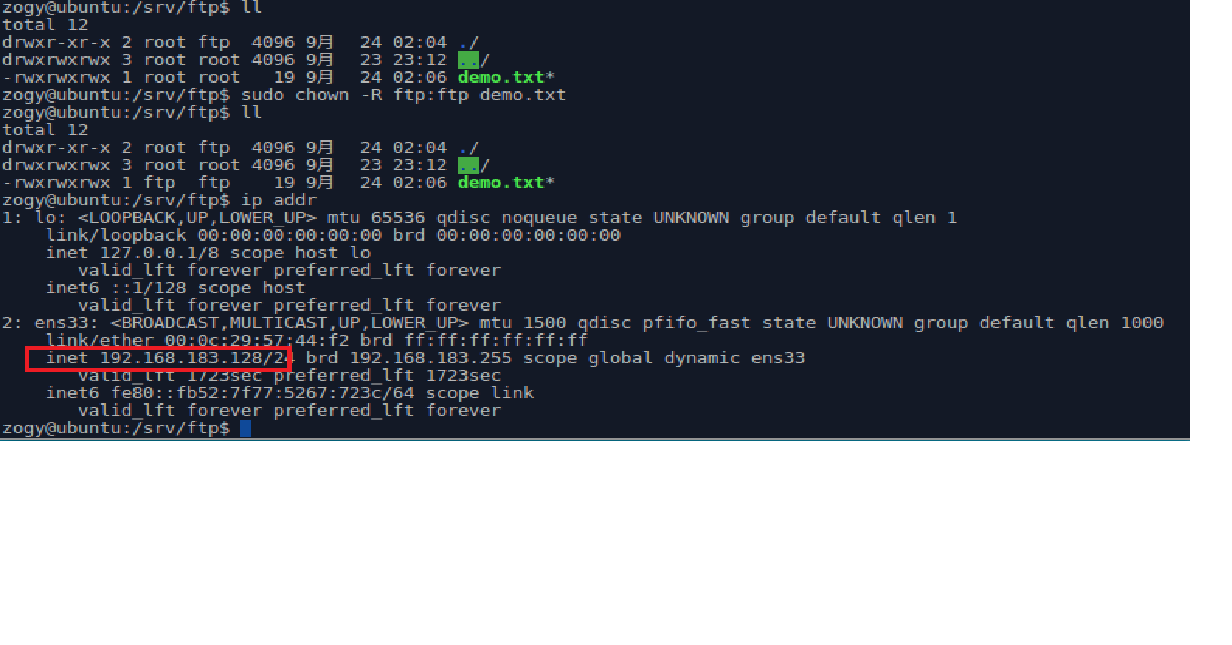 zogy@ubuntu:/srv/ftp$ ll
total 12
drwxr-xr-x 2 root ftp  4096 9月  24 02:04 ./
drwxrwxrwx 3 root root 4096 9月  23 23:12 ../
-rwxrwxrwx 1 root root   19 9月  24 02:06 demo.txt*
zogy@ubuntu:/srv/ftp$ sudo chown -R ftp:ftp demo.txt
zogy@ubuntu:/srv/ftp$ ll
total 12
drwxr-xr-x 2 root ftp  4096 9月  24 02:04 ./
drwxrwxrwx 3 root root 4096 9月  23 23:12 ../
-rwxrwxrwx 1 ftp  ftp    19 9月  24 02:06 demo.txt*
zogy@ubuntu:/srv/ftp$ ip addr
1: lo: <LOOPBACK,UP,LOWER_UP> mtu 65536 qdisc noqueue state UNKNOWN group default qlen 1
    link/loopback 00:00:00:00:00:00 brd 00:00:00:00:00:00
    inet 127.0.0.1/8 scope host lo
       valid_lft forever preferred_lft forever
    inet6 ::1/128 scope host
       valid_lft forever preferred_lft forever
2: ens33: <BROADCAST,MULTICAST,UP,LOWER_UP> mtu 1500 qdisc pfifo_fast state UNKNOWN group default qlen 1000
    link/ether 00:0c:29:57:44:f2 brd ff:ff:ff:ff:ff:ff
    inet 192.168.183.128/24 brd 192.168.183.255 scope global dynamic ens33
       valid_lft 1723sec preferred_lft 1723sec
    inet6 fe80::fb52:7f77:5267:723c/64 scope link
       valid_lft forever preferred_lft forever
zogy@ubuntu:/srv/ftp$